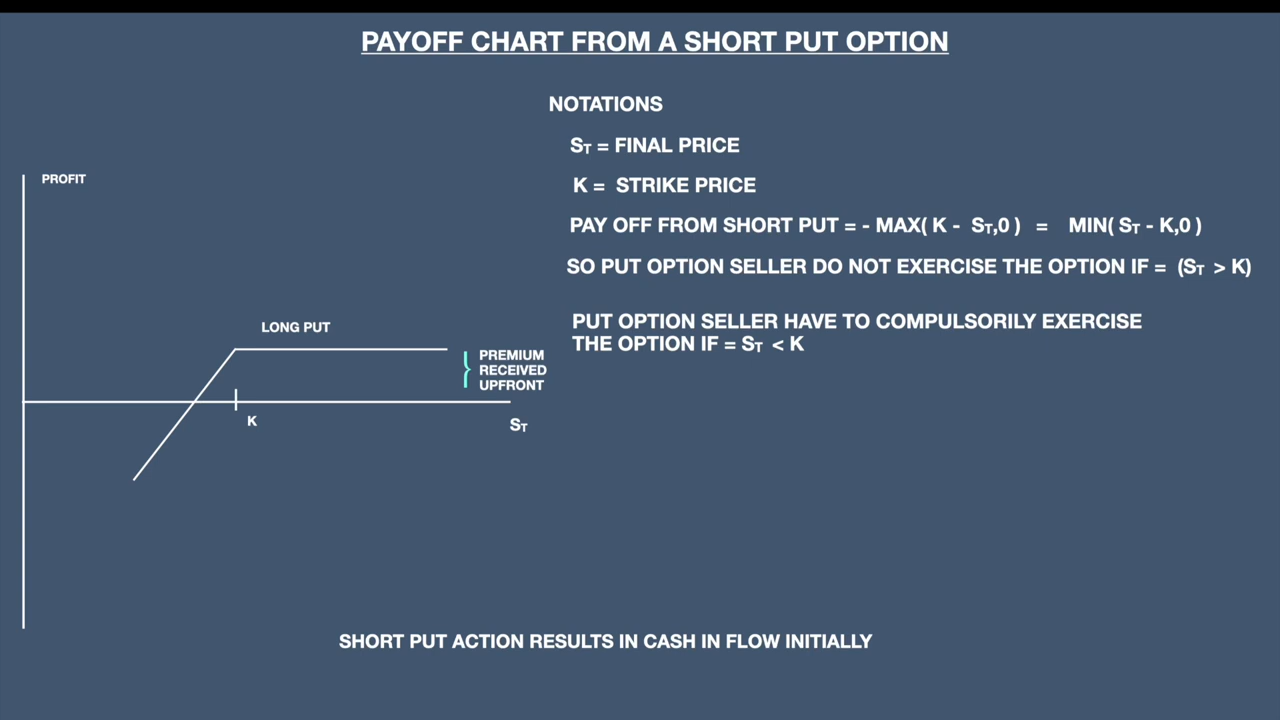 PAYOFF CHART FROM A SHORT PUT OPTION
NOTATIONS
ST = FINAL PRICE
K = STRIKE PRICE
PAY OFF FROM SHORT PUT = - MAX( K - ST,0 ) = MIN( ST - K,0 )
SO PUT OPTION SELLER DO NOT EXERCISE THE OPTION IF = (ST > K)
PUT OPTION SELLER HAVE TO COMPULSORILY EXERCISE
THE OPTION IF = ST < K
PROFIT
LONG PUT
PREMIUM
RECEIVED
UPFRONT
K
ST
SHORT PUT ACTION RESULTS IN CASH IN FLOW INITIALLY